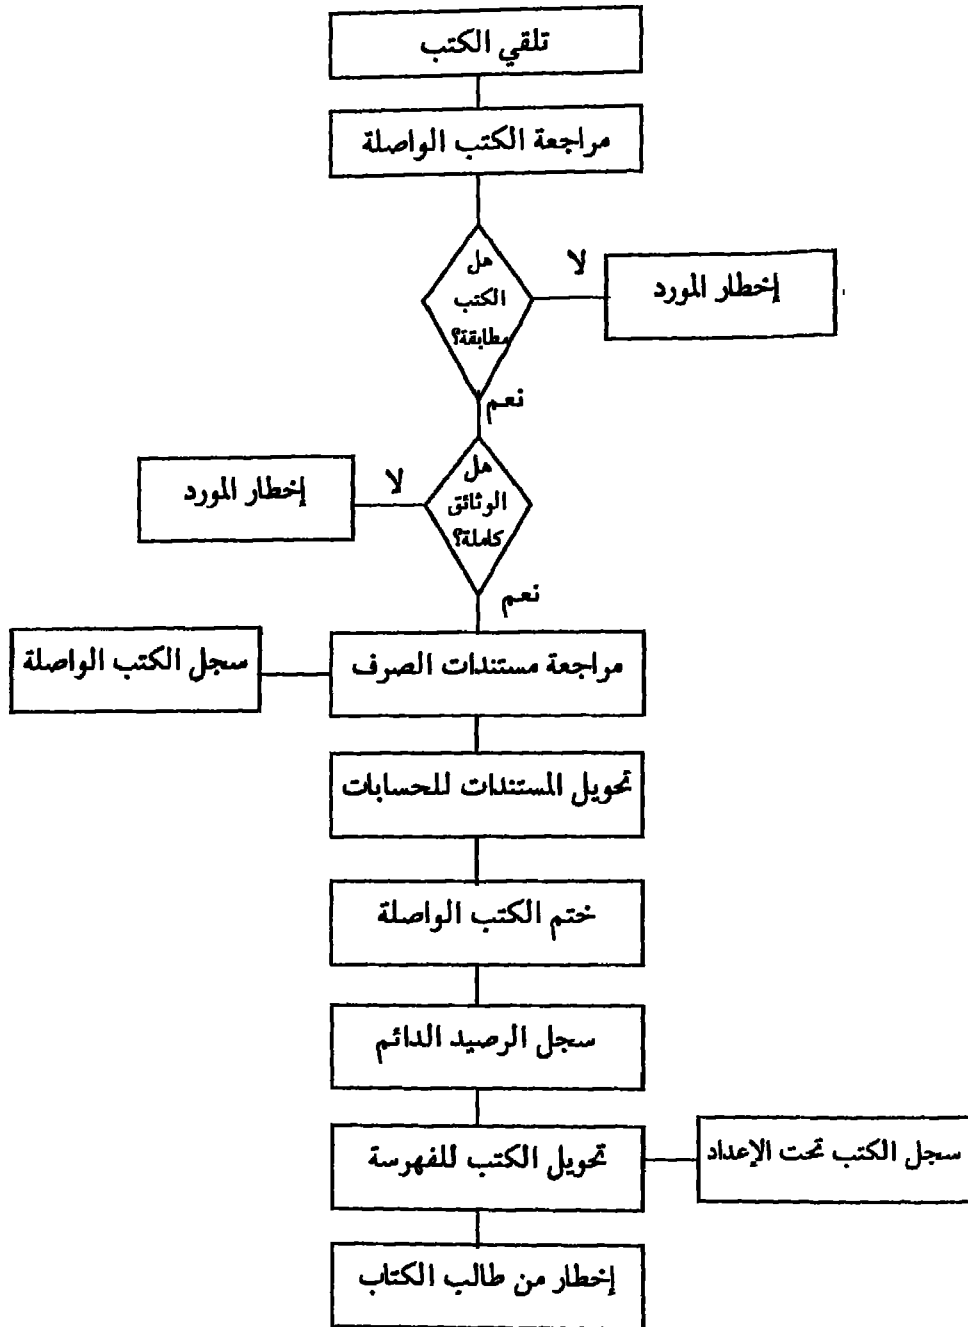 تلقي الكتب
مراجعة الكتب الواصلة
هل
الكتب
مطابقة؟
لا
إخطار المورد
نعم
هل
الوثائق
كاملة؟
لا
إخطار المورد
نعم
مراجعة مستندات الصرف
سجل الكتب الواصلة
تحويل المستندات للحسابات
ختم الكتب الواصلة
سجل الرصيد الدائم
تحويل الكتب للفهرسة
سجل الكتب تحت الإعداد
إخطار من طالب الكتاب